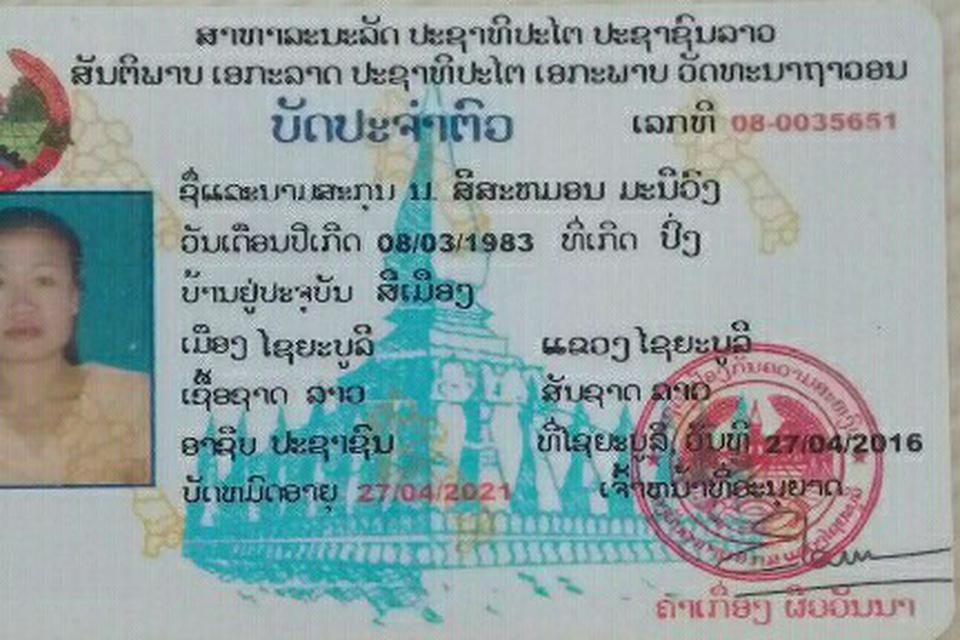 ສາທາລະນະລັດ ປະຊາທິປະໄຕ ປະຊາຊົນລາວ
ສັນຕິພາບ ເອກະລາດ ປະຊາທິປະໄຕ ເອກະພາບ ວັດທະນາຖາວອນ
ບັດປະຈຳຕົວ ເລກທີ 08-0035651
ຊື່ແລະນາມສະກຸນ ນ. ສີສະຫມອນ ມະນີວົງ
ວັນເດືອນປີເກີດ 08/03/1983 ທີ່ເກີດ ປຶ່ງ
ບ້ານຢູ່ປະຈຸບັນ ສີເມືອງ
ເມືອງ ໄຊຍະບູລີ ແຂວງ ໄຊຍະບູລີ
ເຊື້ອຊາດ ລາວ ສັນຊາດ ລາວ
ອາຊີບ ປະຊາຊົນ ທີ່ໄຊຍະບູລີ, ວັນທີ 27/04/2016
ບັດຫມົດອາຍຸ 27/04/2021 ເຈົ້າຫນ້າທີ່ອະນຸຍາດ
ຄຳເກື່ອງ ຜິວວັນນາ